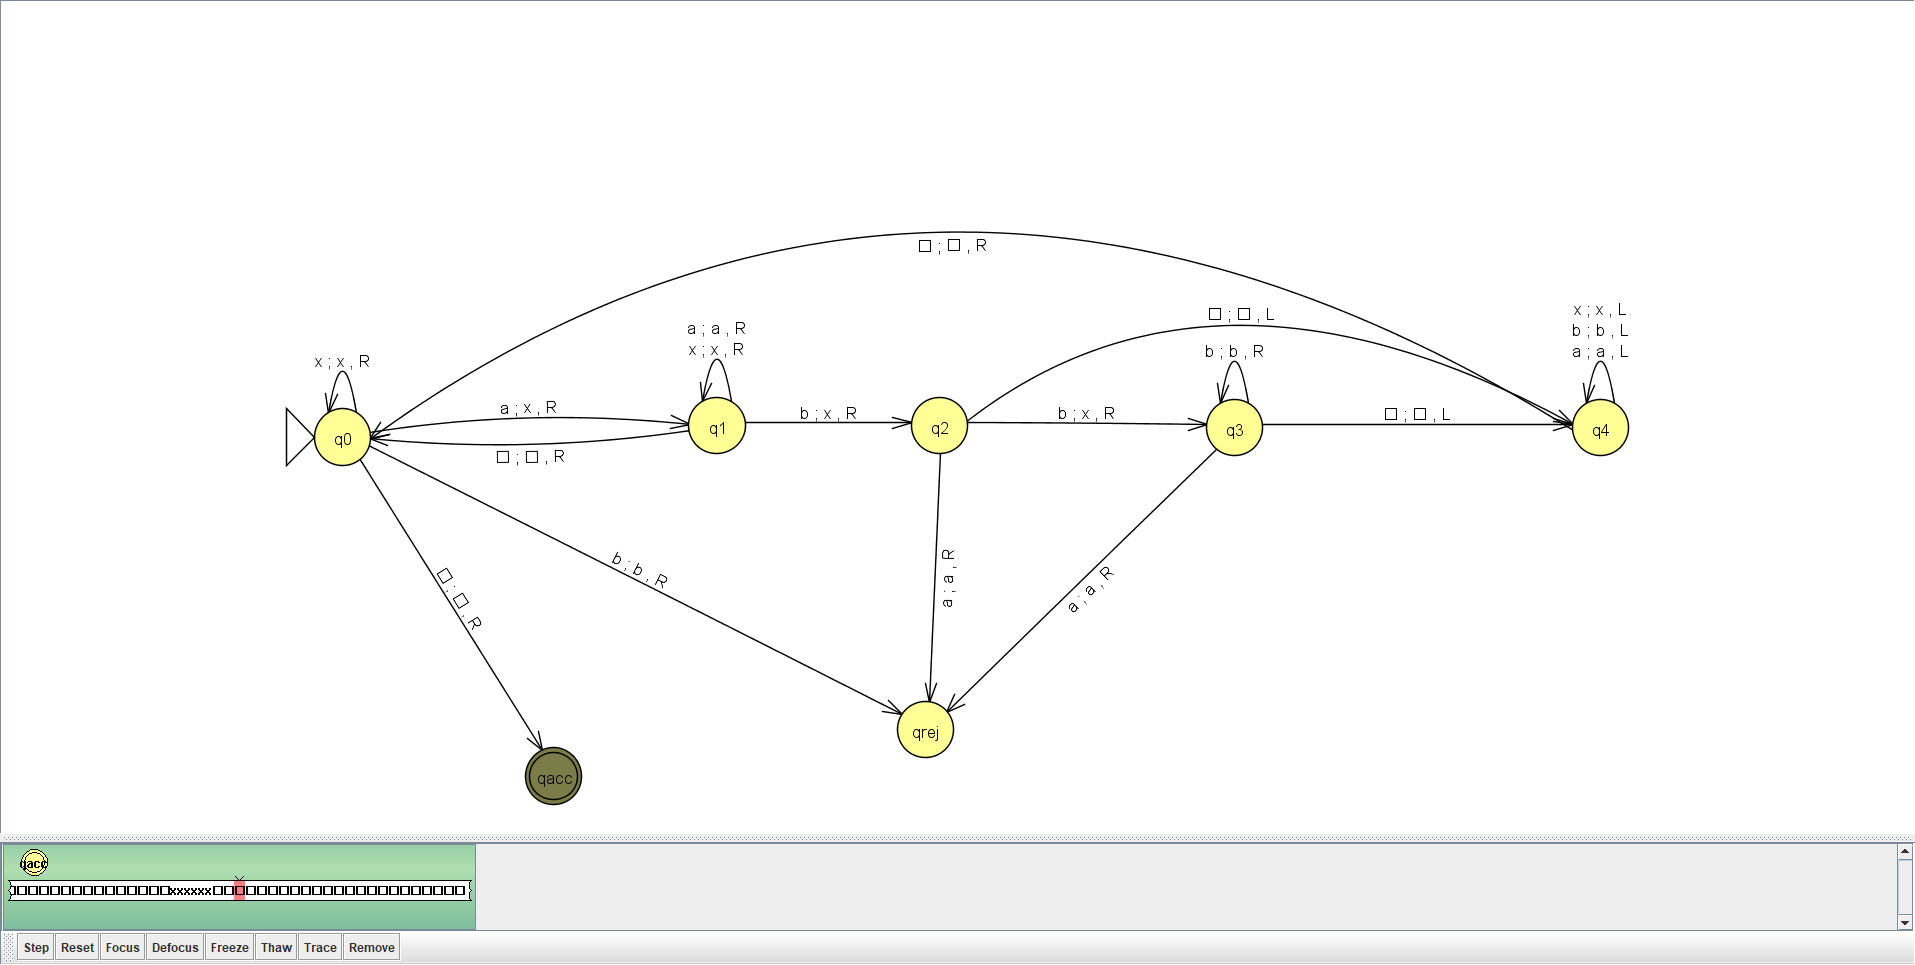 □ ; □ , R
x ; x , L
b ; b , L
a ; a , L
□ ; □ , L
a ; a , R
x ; x , R
b ; b , R
x ; x , R
a ; x , R
b ; x , R
b ; x , R
□ ; □ , L
q0
q1
q2
q3
q4
□ ; □ , R
b ; b , R
a ; a , R
a ; a , R
□ ; □ , R
qrej
qacc
qacc
□□□□□□□□□□□□□□xxxxxx□□□□□□□□□□□□□□□□□□□□□□□
Step Reset Focus Defocus Freeze Thaw Trace Remove